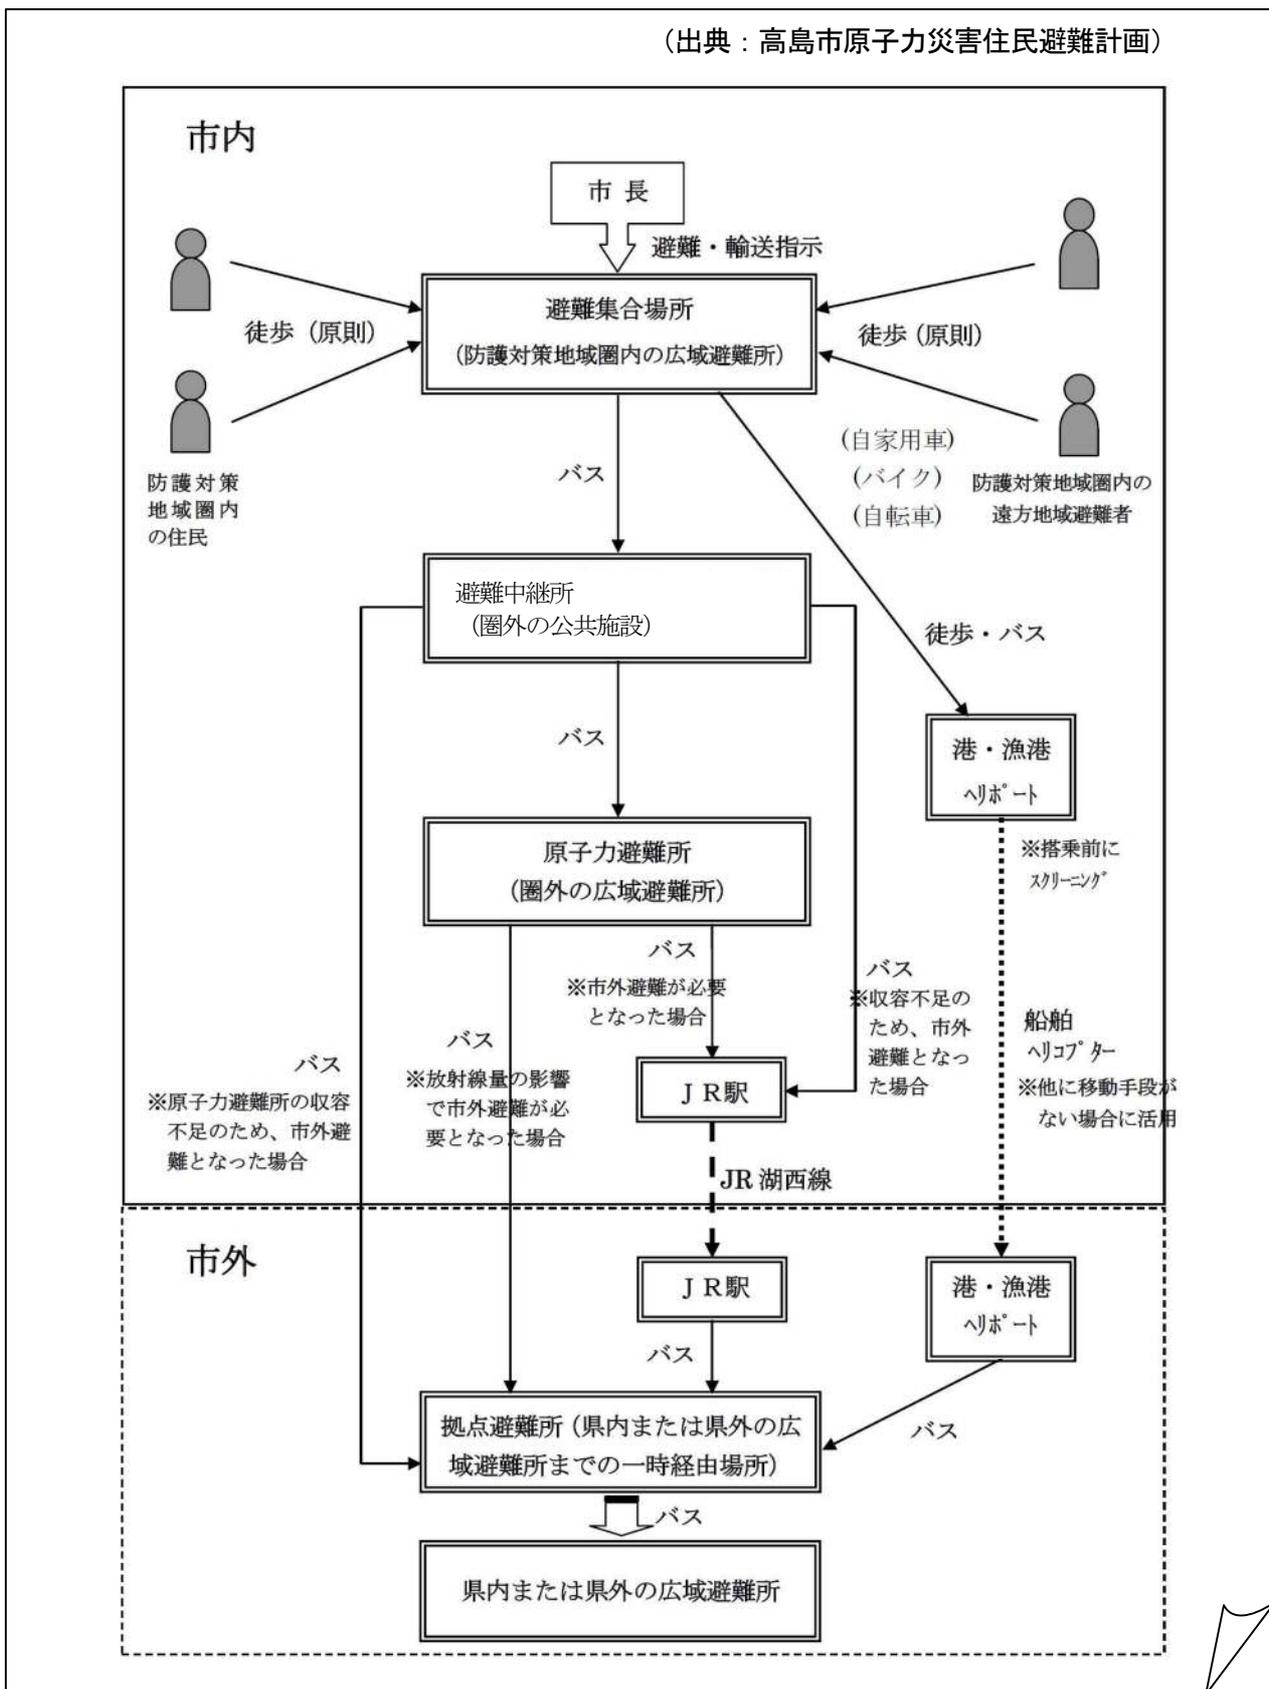 (出典:高島市原子力災害住民避難計画)
市内
市 長
避難・輸送指示
避難集合場所
(防護対策地域圏内の広域避難所)
徒歩(原則)
徒歩(原則)
(自家用車)
(バイク)
(自転車)
防護対策
地域圏内
の住民
防護対策地域圏内の
遠方地域避難者
バス
避難中継所
(圏外の公共施設)
徒歩・バス
バス
港・漁港
ヘリポート
原子力避難所
(圏外の広域避難所)
※搭乗前に
スクリーニング
バス
※市外避難が必要
となった場合
バス
※収容不足の
ため、市外
避難となっ
た場合
船舶
ヘリコプター
※他に移動手段が
ない場合に活用
バス
※放射線量の影響
で市外避難が必
要となった場合
バス
※原子力避難所の収容
不足のため、市外避
難となった場合
JR駅
JR湖西線
市外
JR駅
港・漁港
ヘリポート
バス
バス
拠点避難所(県内または県外の広
域避難所までの一時経由場所)
バス
県内または県外の広域避難所